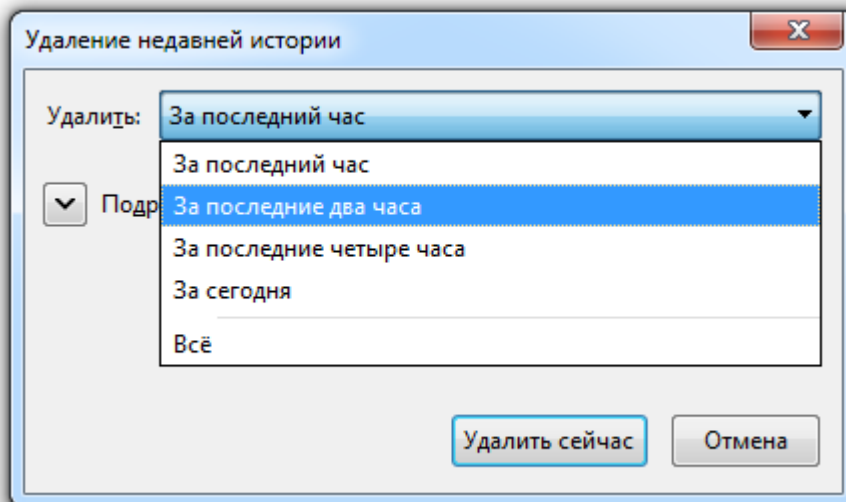 Удаление недавней истории
Удалить: За последний час
За последний час
Подр За последние два часа
За последние четыре часа
За сегодня
Всё
Удалить сейчас Отмена